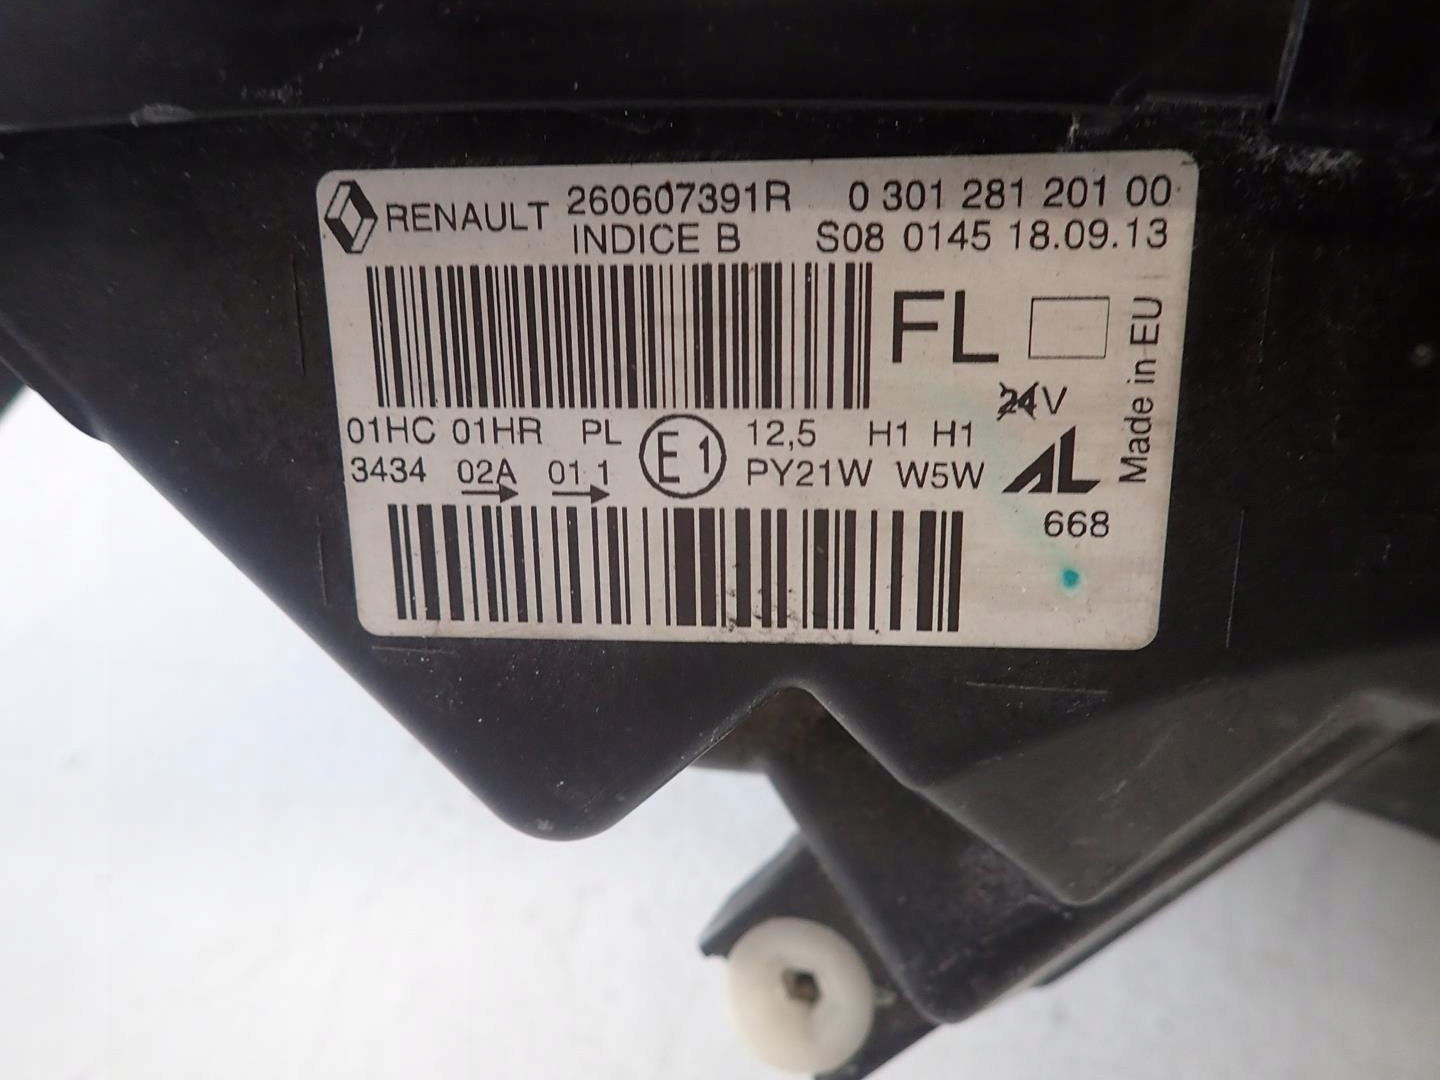 RENAULT 260607391R 0 301 281 201 00
INDICE B S08 0145 18.09.13
FL
24V
Made in EU
01HC 01HR PL E1 12,5 H1 H1
3434 02A 01 1 PY21W W5W AL
668